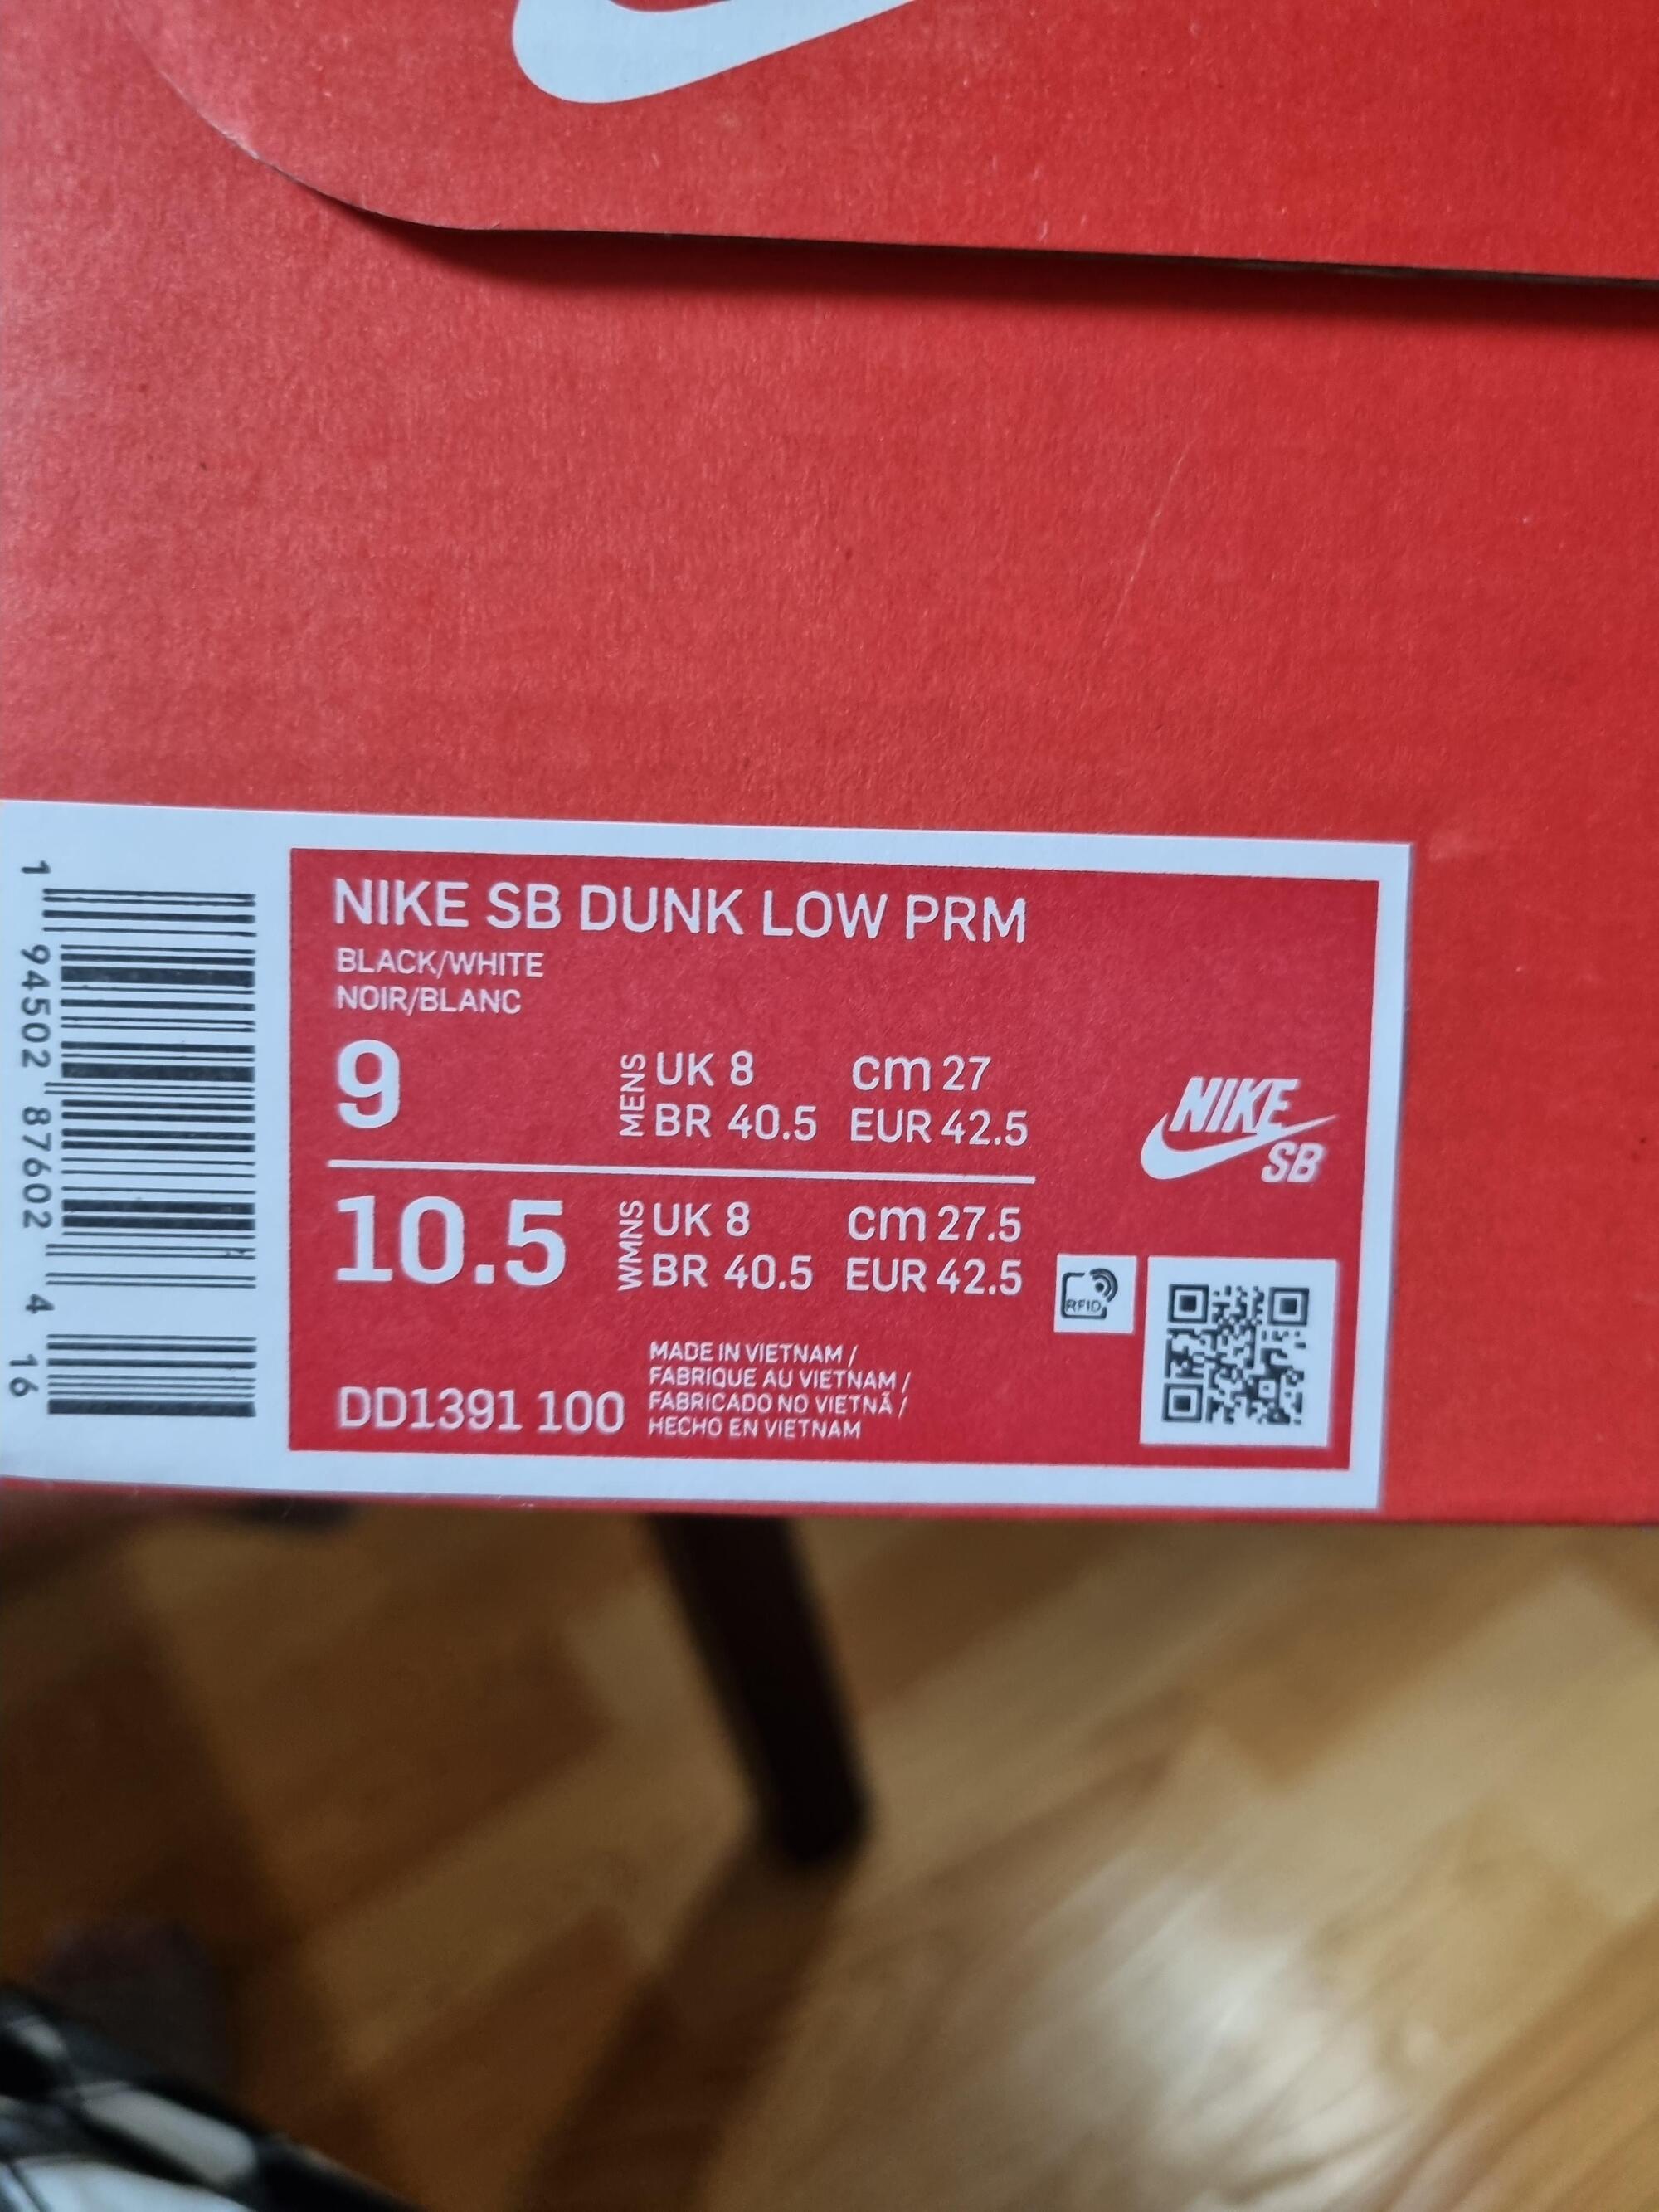 NIKE SB DUNK LOW PRM
BLACK/WHITE
NOIR/BLANC
9
MENS
UK 8 cm 27
BR 40.5 EUR 42.5
10.5
WMNS
UK 8 cm 27.5
BR 40.5 EUR 42.5
NIKE
SB
RFID
DD1391 100
MADE IN VIETNAM /
FABRIQUE AU VIETNAM /
FABRICADO NO VIETNÃ /
HECHO EN VIETNAM
1 94502 87602 4 16